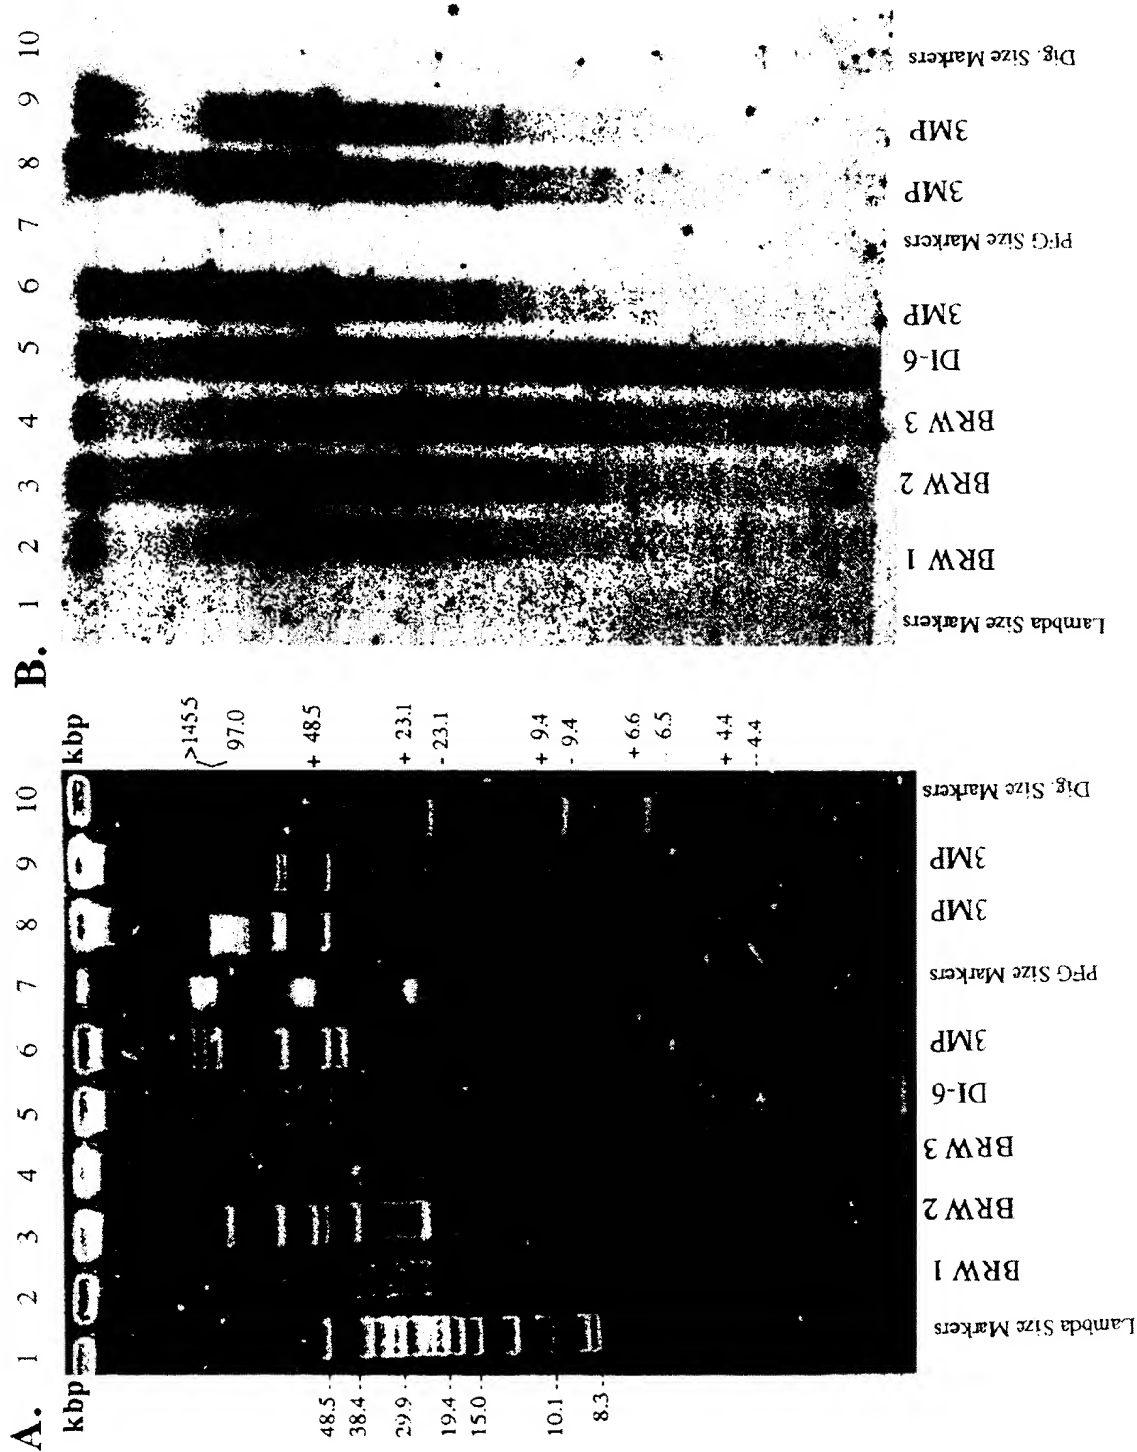 A.
1 2 3 4 5 6 7 8 9 10
kbp
kbp
48.5
38.4
29.9
19.4
15.0
10.1
8.3
>145.5
97.0
+ 48.5
+ 23.1
- 23.1
+ 9.4
- 9.4
+ 6.6
6.5
+ 4.4
4.4
Lambda Size Markers
BRW 1
BRW 2
BRW 3
DI-6
3MP
PFG Size Markers
3MP
3MP
Dig. Size Markers
B.
1 2 3 4 5 6 7 8 9 10
Lambda Size Markers
BRW 1
BRW 2
BRW 3
DI-6
3MP
PFG Size Markers
3MP
3MP
Dig. Size Markers